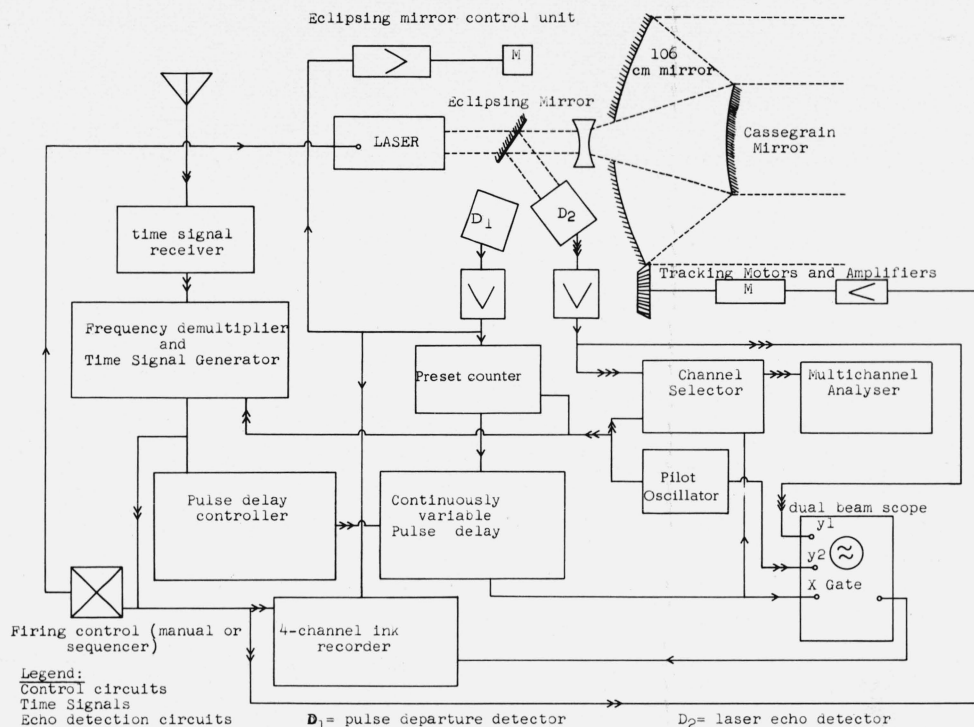 Eclipsing mirror control unit
M
106
cm mirror
Eclipsing Mirror
LASER
Cassegrain
Mirror
D1
D2
time signal
receiver
Tracking Motors and Amplifiers
M
Frequency demultiplier
and
Time Signal Generator
Preset counter
Channel
Selector
Multichannel
Analyser
Pulse delay
controller
Continuously
variable
Pulse delay
Pilot
Oscillator
dual beam scope
y1
y2
X Gate
Firing control (manual or
sequencer)
4-channel ink
recorder
Legend:
Control circuits
Time Signals
Echo detection circuits
D1= pulse departure detector
D2= laser echo detector